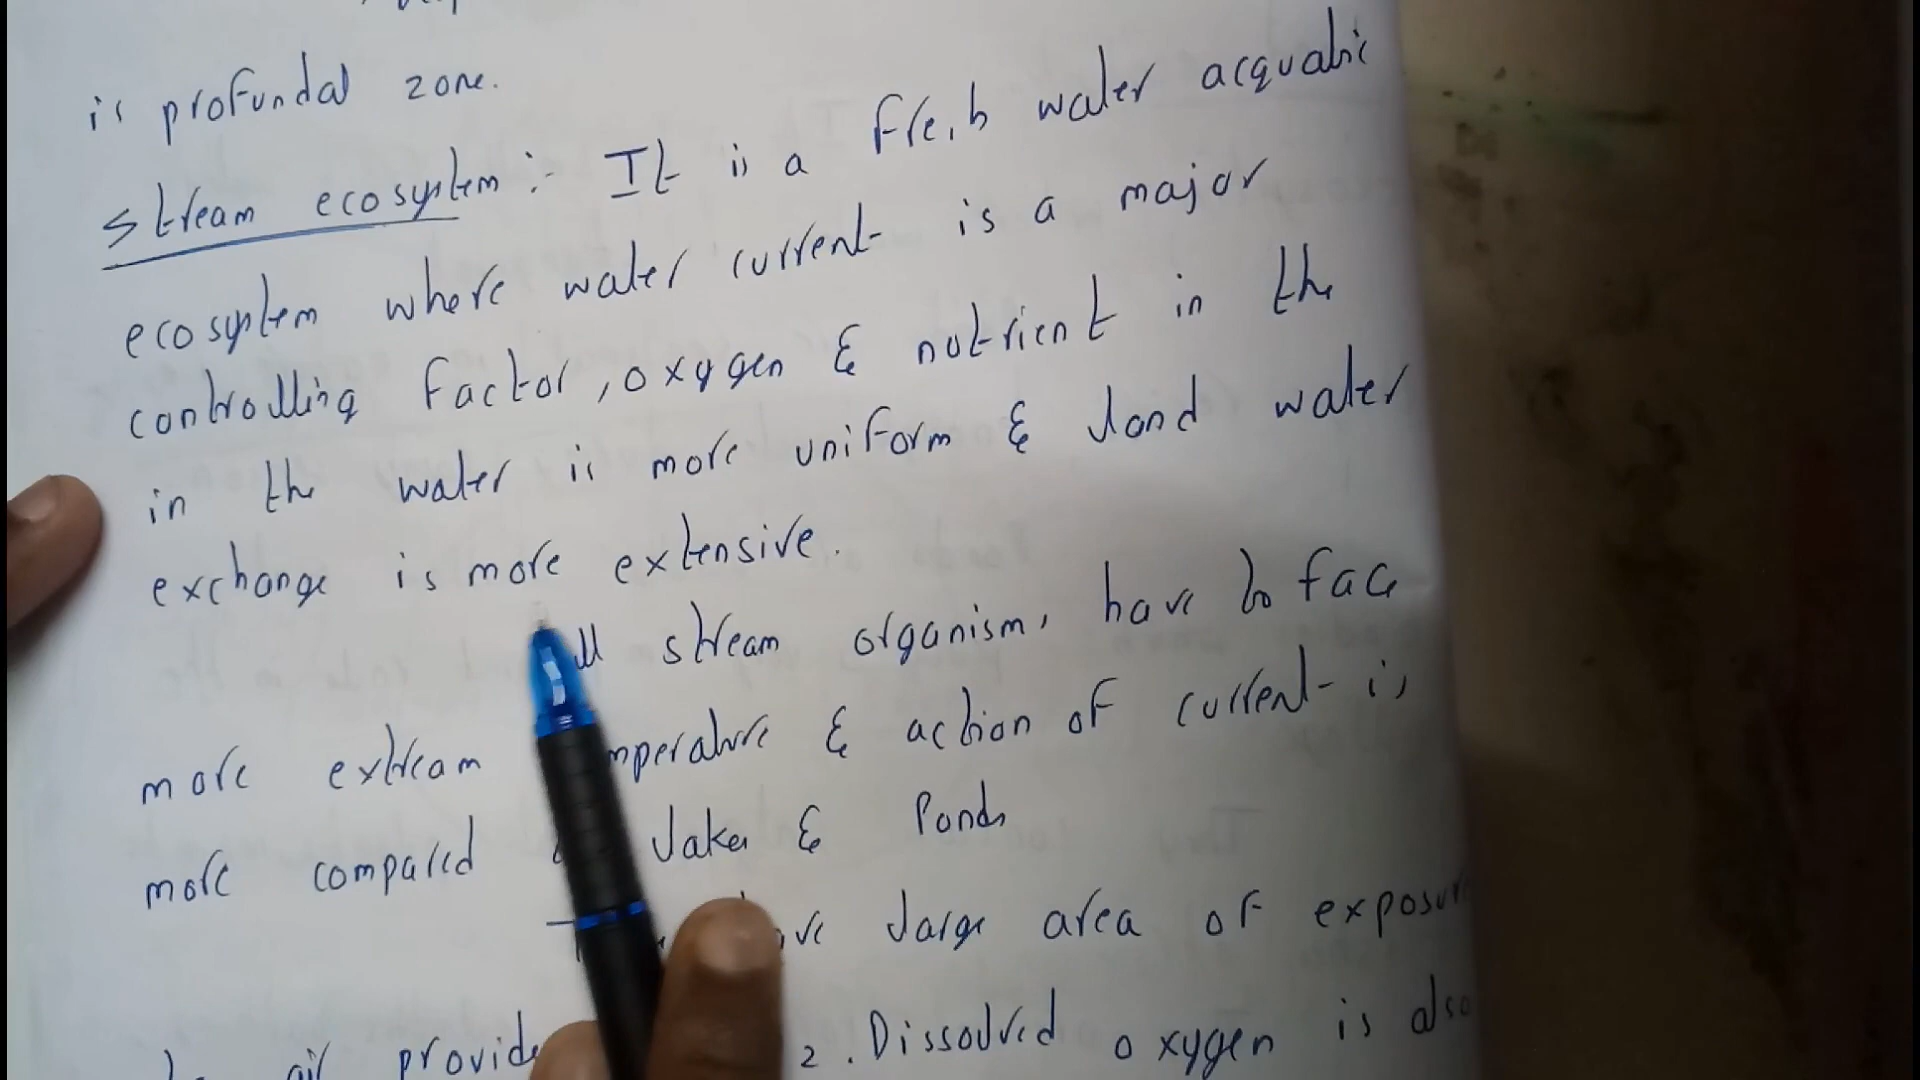 is profundal zone.
Stream ecosystem :- It is a Fresh water acquatic
ecosystem where water current is a major
controlling factor, oxygen & nutrient in the
in the water is more uniform & land water
exchange is more extensive.
stream organisms have to face
more extream & action of current is
more compared lakes & Ponds
large area of exposure
air provide 2. Dissolved oxygen is also